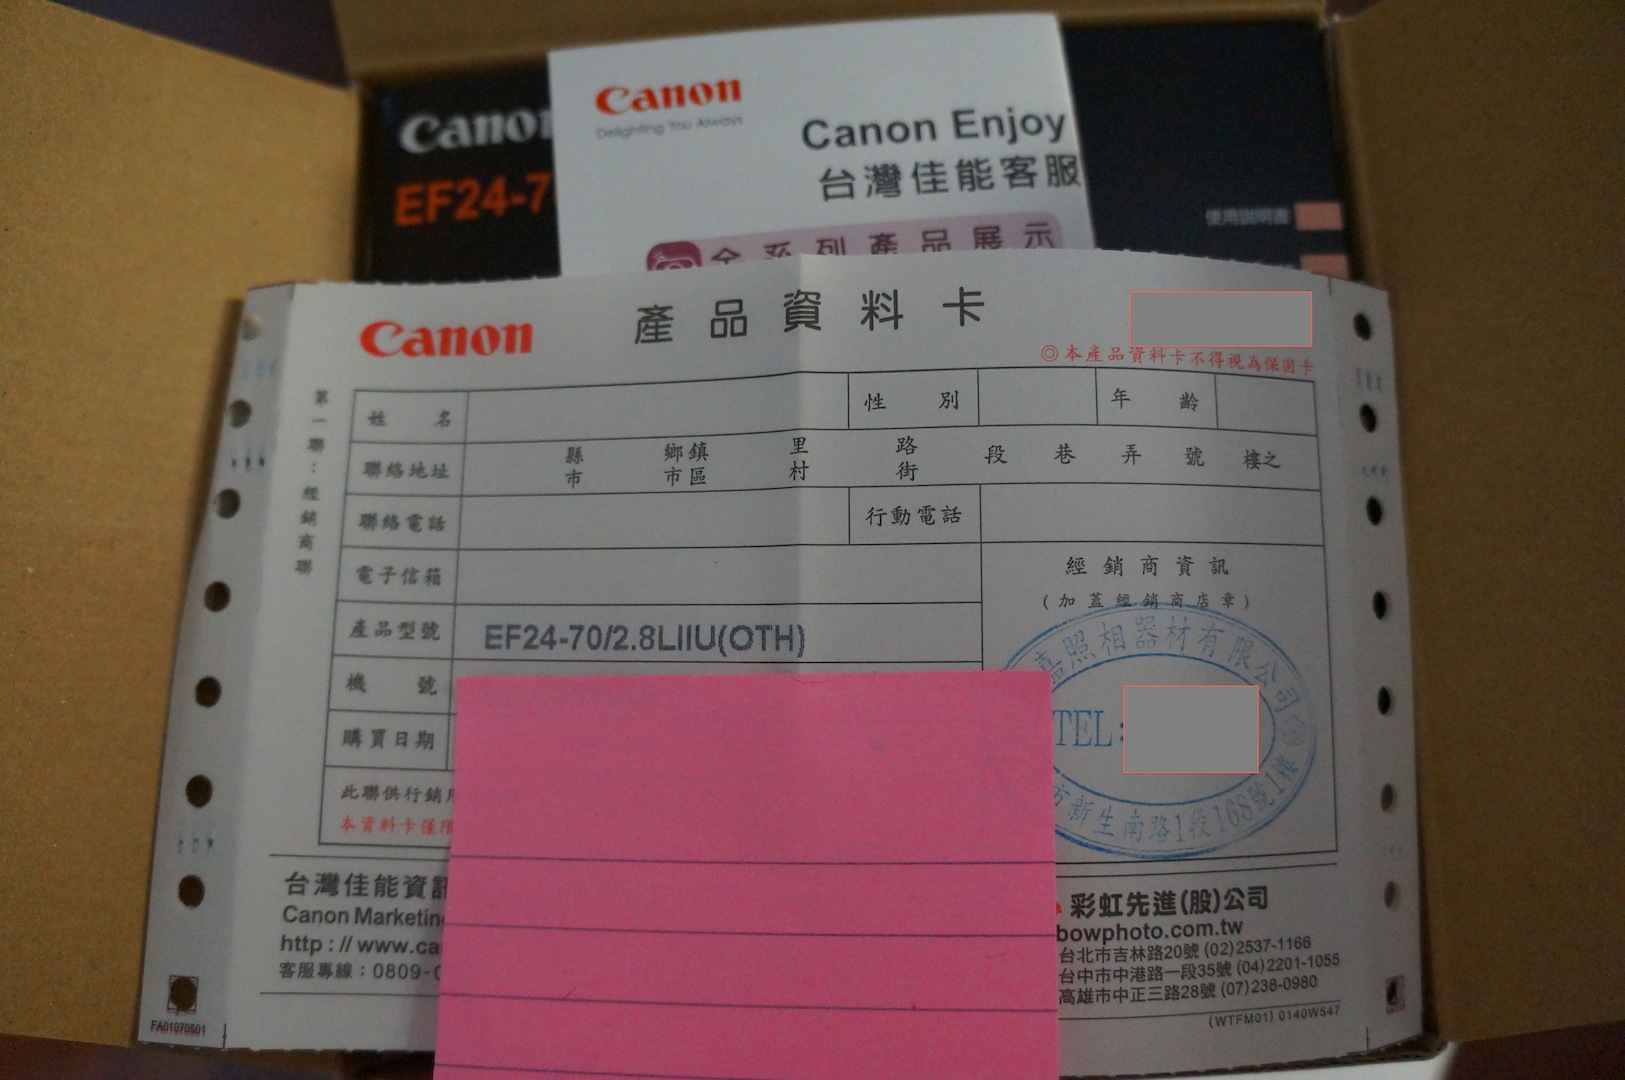 Canon
EF24-7
Canon
Delighting You Always
Canon Enjoy
台灣佳能客服
全系列產品展示
使用說明書
Canon
產品資料卡
◎本產品資料卡不得視為保固卡
第一聯：經銷商聯
姓名
性別
年齡
聯絡地址
縣市 鄉鎮市區 里村 路街 段 巷 弄 號 樓之
聯絡電話
行動電話
電子信箱
經銷商資訊
(加蓋經銷商店章)
產品型號
EF24-70/2.8LIIU(OTH)
機號
購買日期
嘉照相器材有限公司
TEL:
方新生南路1段168號1樓
此聯供行銷
本資料卡僅限
台灣佳能資訊
Canon Marketin
http://www.ca
客服專線：0809-0
彩虹先進(股)公司
bowphoto.com.tw
台北市吉林路20號 (02)2537-1166
台中市中港路一段35號 (04)2201-1055
高雄市中正三路28號 (07)238-0980
(WTFM01) 0140W547
FA01070501